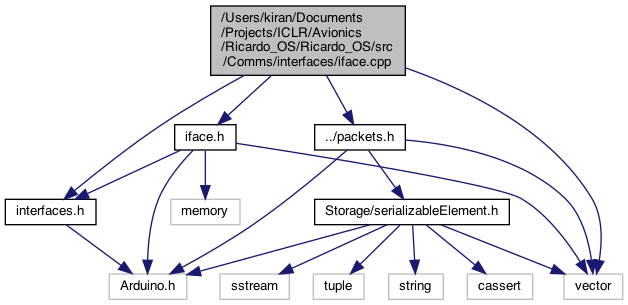 /Users/kiran/Documents
/Projects/ICLR/Avionics
/Ricardo_OS/Ricardo_OS/src
/Comms/interfaces/iface.cpp
iface.h
../packets.h
interfaces.h
memory
Storage/serializableElement.h
Arduino.h
sstream
tuple
string
cassert
vector